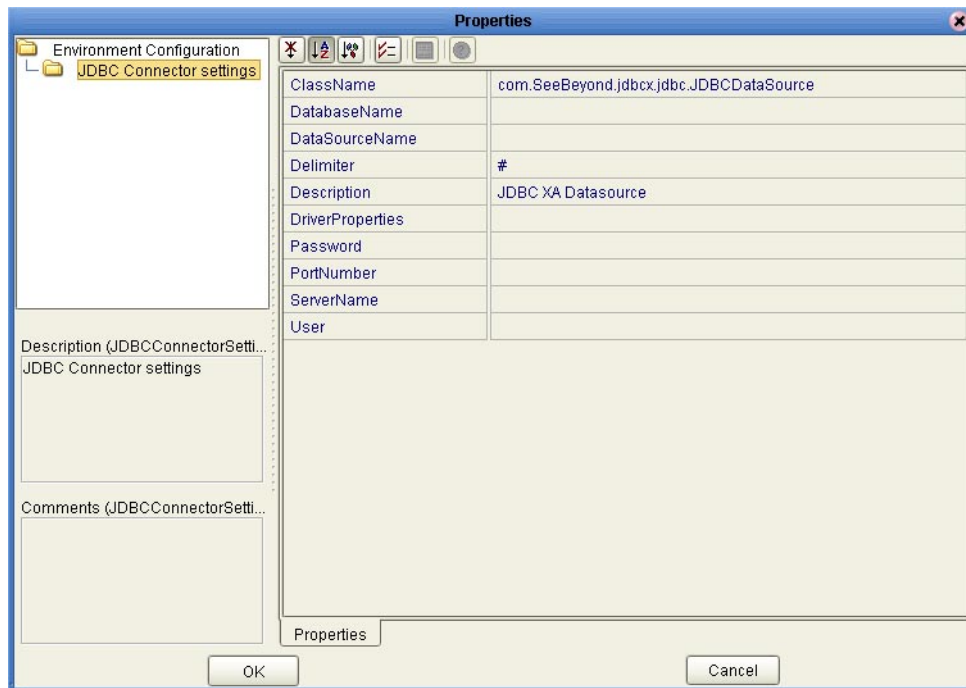 Properties
Environment Configuration
JDBC Connector settings
ClassName com.SeeBeyond.jdbcx.jdbc.JDBCDataSource
DatabaseName
DataSourceName
Delimiter #
Description JDBC XA Datasource
DriverProperties
Password
PortNumber
ServerName
User
Description (JDBCConnectorSetti...
JDBC Connector settings
Comments (JDBCConnectorSetti...
Properties
OK Cancel